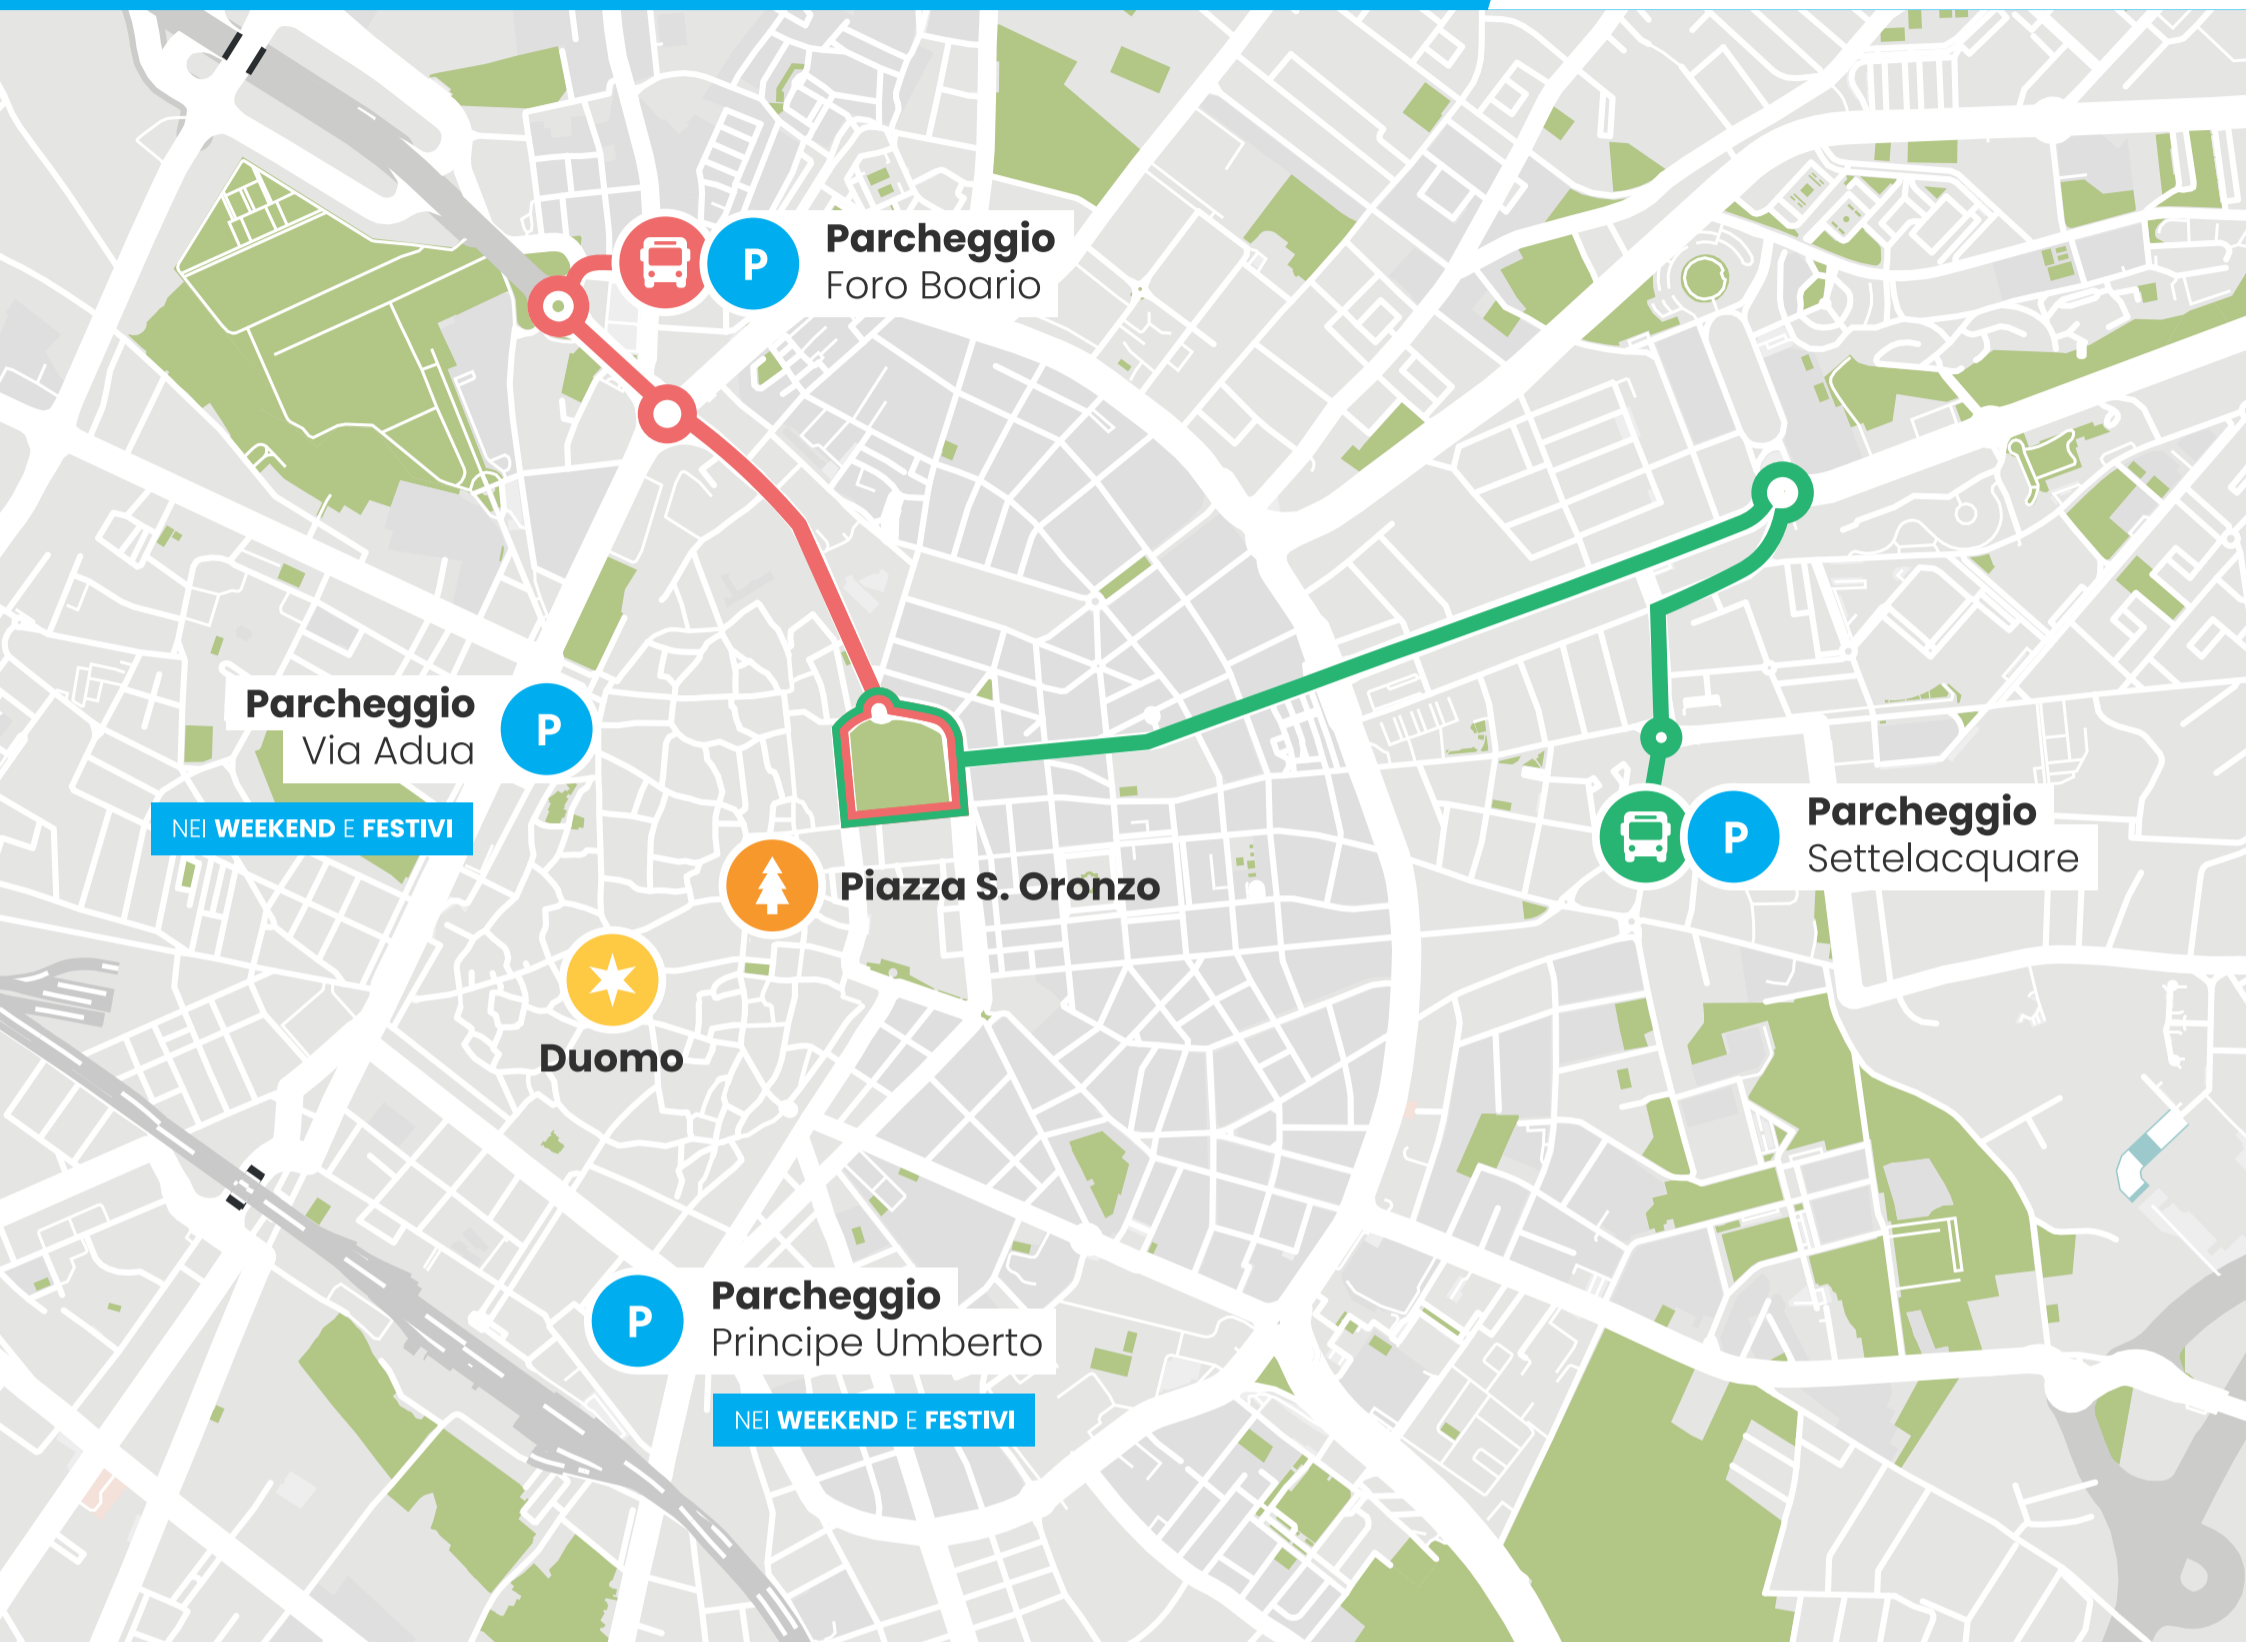 P
Parcheggio
Foro Boario
Parcheggio
Via Adua
P
NEI WEEKEND E FESTIVI
P
Parcheggio
Settelacquare
Piazza S. Oronzo
Duomo
P
Parcheggio
Principe Umberto
NEI WEEKEND E FESTIVI